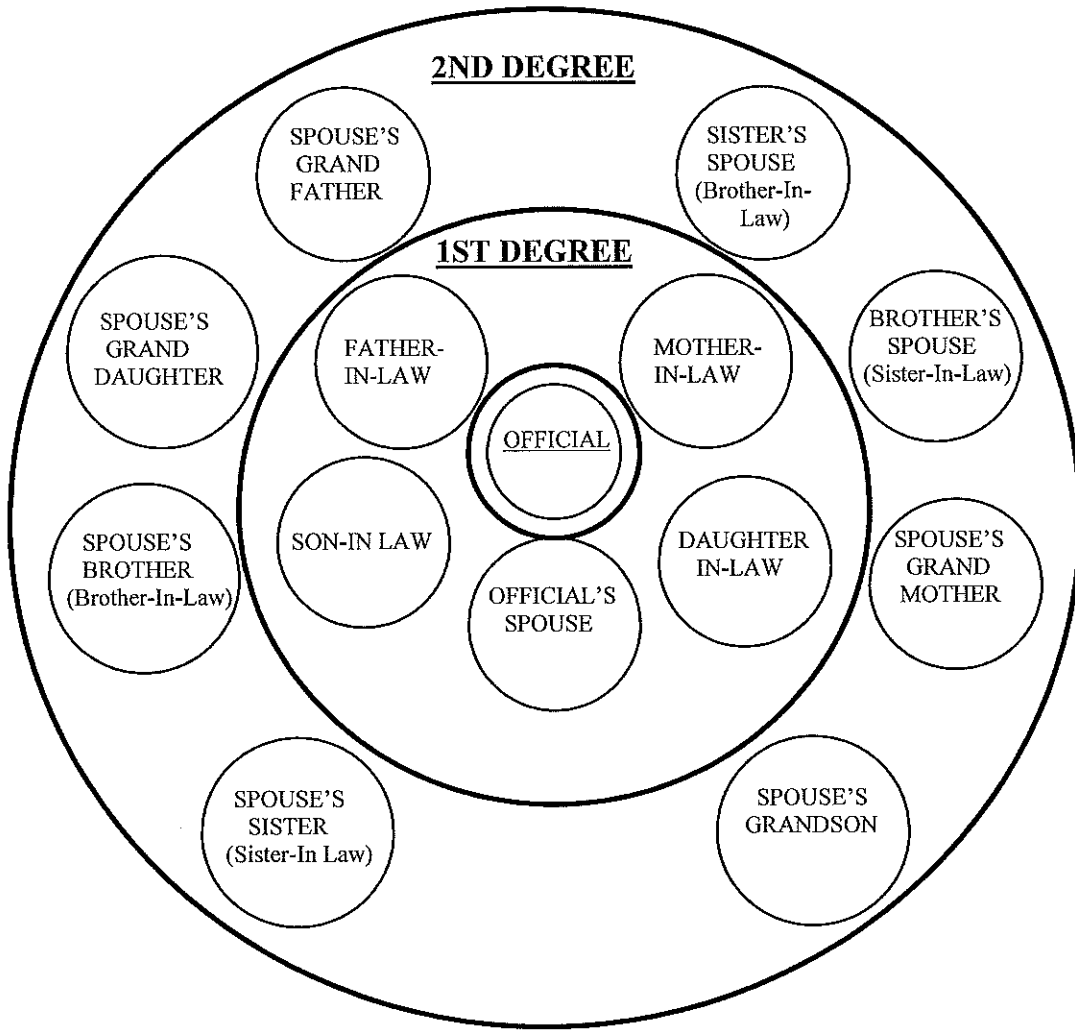 2ND DEGREE
SPOUSE'S
GRAND
FATHER
SISTER'S
SPOUSE
(Brother-In-
Law)
1ST DEGREE
SPOUSE'S
GRAND
DAUGHTER
FATHER-
IN-LAW
MOTHER-
IN-LAW
BROTHER'S
SPOUSE
(Sister-In-Law)
OFFICIAL
SPOUSE'S
BROTHER
(Brother-In-Law)
SON-IN LAW
OFFICIAL'S
SPOUSE
DAUGHTER
IN-LAW
SPOUSE'S
GRAND
MOTHER
SPOUSE'S
SISTER
(Sister-In Law)
SPOUSE'S
GRANDSON